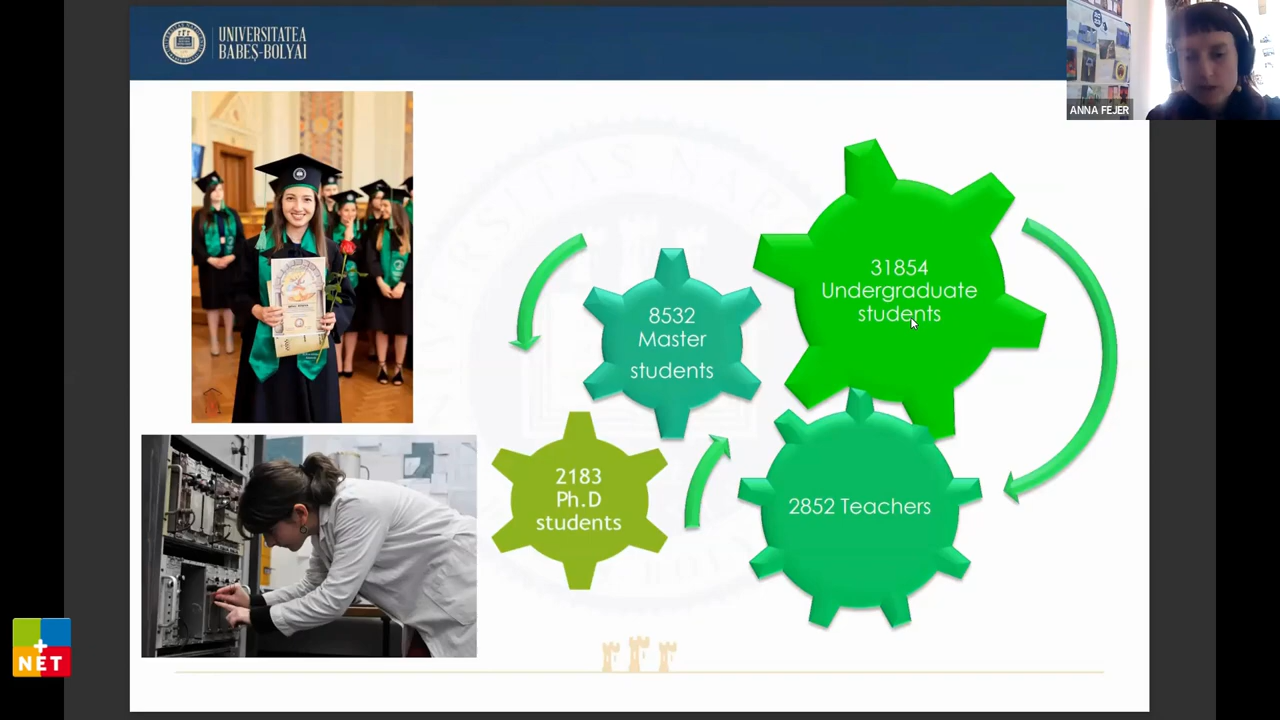 UNIVERSITATEA
BABEȘ-BOLYAI
ANNA FEJER
31854
Undergraduate
students
8532
Master
students
2183
Ph.D
students
2852 Teachers
+
NET